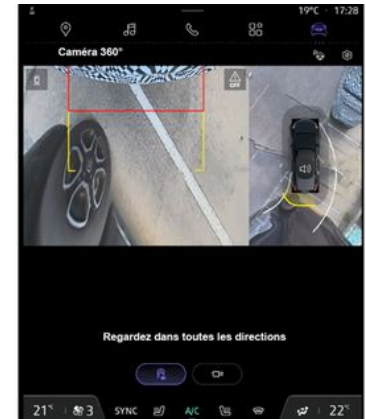 19°C · 17:28
Caméra 360°
OFF
Regardez dans toutes les directions
21° 3 SYNC A/C 22°